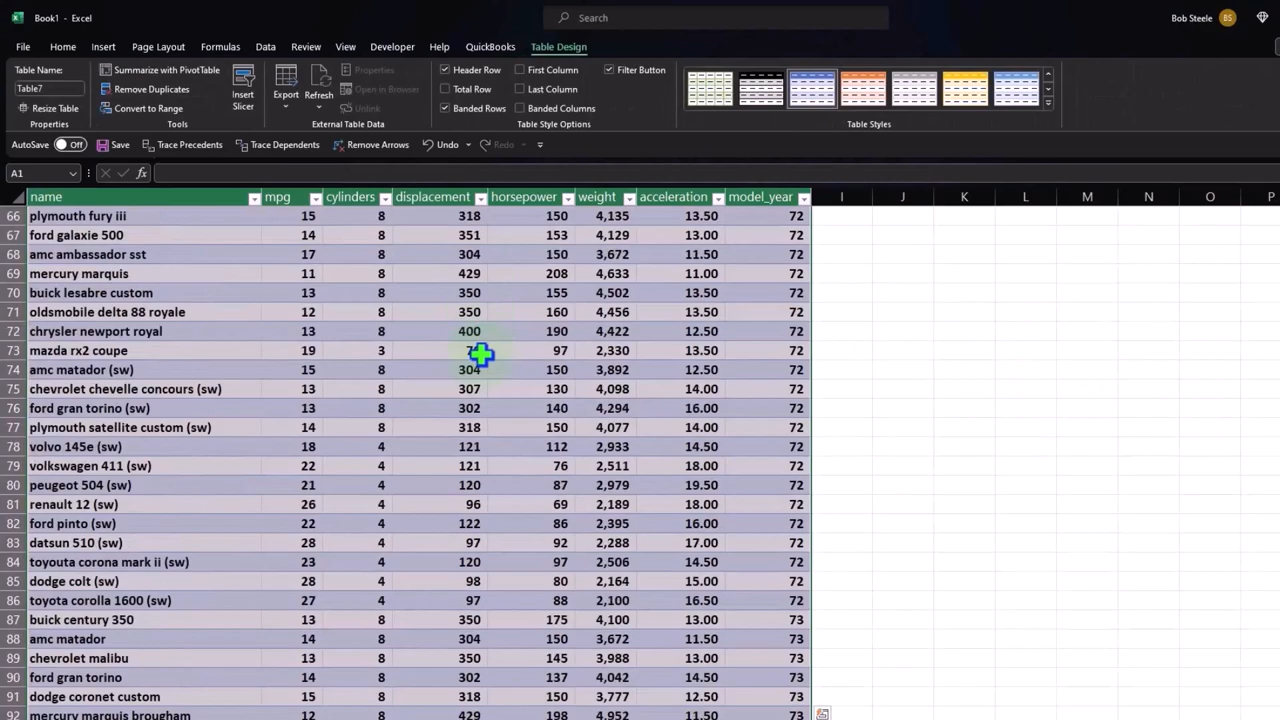 Book1 - Excel
Search
Bob Steele BS
File Home Insert Page Layout Formulas Data Review View Developer Help QuickBooks Table Design
Table Name:
Table7
Resize Table
Properties
Summarize with PivotTable
Remove Duplicates
Convert to Range
Tools
Insert Slicer
Export
Refresh
Properties
Open in Browser
Unlink
External Table Data
Header Row First Column Filter Button
Total Row Last Column
Banded Rows Banded Columns
Table Style Options
Table Styles
AutoSave Off Save Trace Precedents Trace Dependents Remove Arrows Undo Redo
A1 fx
name mpg cylinders displacement horsepower weight acceleration model_year I J K L M N O P
66 plymouth fury iii 15 8 318 150 4,135 13.50 72
67 ford galaxie 500 14 8 351 153 4,129 13.00 72
68 amc ambassador sst 17 8 304 150 3,672 11.50 72
69 mercury marquis 11 8 429 208 4,633 11.00 72
70 buick lesabre custom 13 8 350 155 4,502 13.50 72
71 oldsmobile delta 88 royale 12 8 350 160 4,456 13.50 72
72 chrysler newport royal 13 8 400 190 4,422 12.50 72
73 mazda rx2 coupe 19 3 97 2,330 13.50 72
74 amc matador (sw) 15 8 304 150 3,892 12.50 72
75 chevrolet chevelle concours (sw) 13 8 307 130 4,098 14.00 72
76 ford gran torino (sw) 13 8 302 140 4,294 16.00 72
77 plymouth satellite custom (sw) 14 8 318 150 4,077 14.00 72
78 volvo 145e (sw) 18 4 121 112 2,933 14.50 72
79 volkswagen 411 (sw) 22 4 121 76 2,511 18.00 72
80 peugeot 504 (sw) 21 4 120 87 2,979 19.50 72
81 renault 12 (sw) 26 4 96 69 2,189 18.00 72
82 ford pinto (sw) 22 4 122 86 2,395 16.00 72
83 datsun 510 (sw) 28 4 97 92 2,288 17.00 72
84 toyouta corona mark ii (sw) 23 4 120 97 2,506 14.50 72
85 dodge colt (sw) 28 4 98 80 2,164 15.00 72
86 toyota corolla 1600 (sw) 27 4 97 88 2,100 16.50 72
87 buick century 350 13 8 350 175 4,100 13.00 73
88 amc matador 14 8 304 150 3,672 11.50 73
89 chevrolet malibu 13 8 350 145 3,988 13.00 73
90 ford gran torino 14 8 302 137 4,042 14.50 73
91 dodge coronet custom 15 8 318 150 3,777 12.50 73
92 mercury marquis brougham 12 8 429 198 4,952 11.50 73